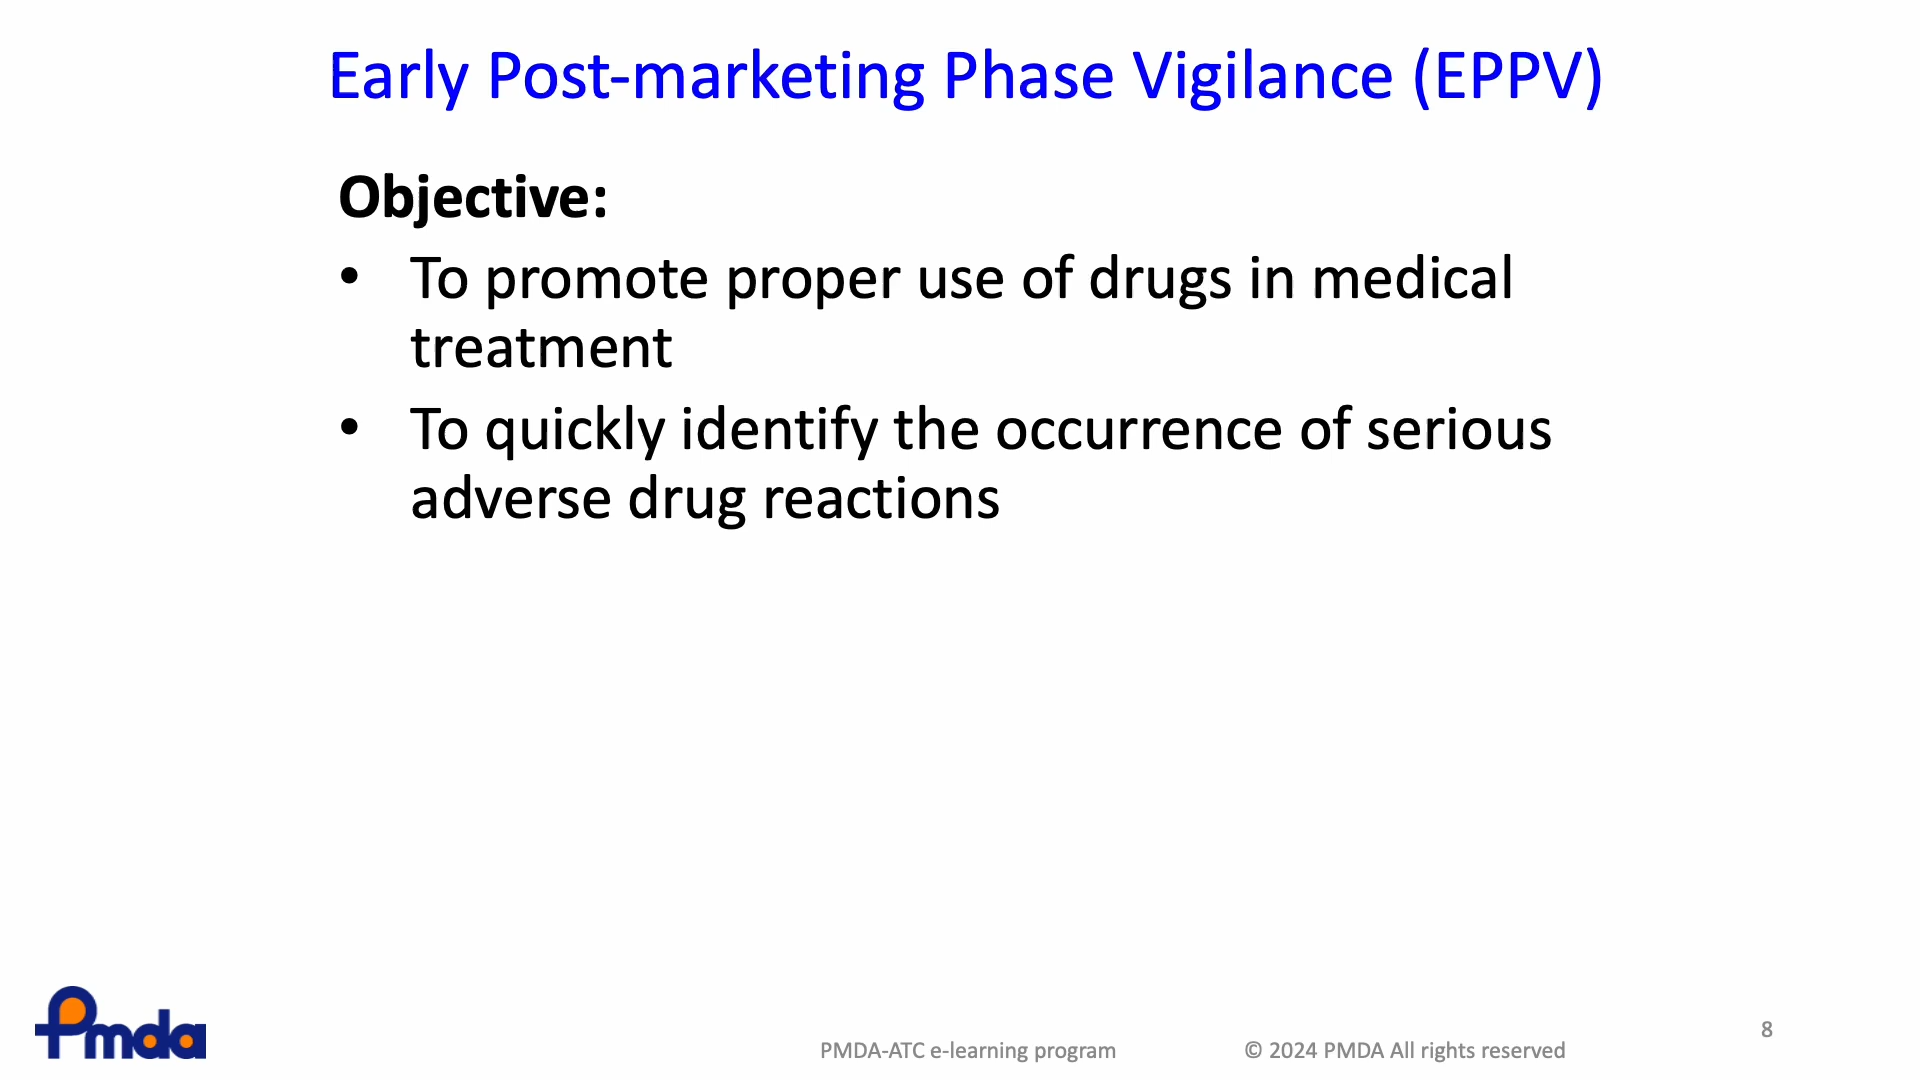 Early Post-marketing Phase Vigilance (EPPV)
Objective:
• To promote proper use of drugs in medical
treatment
• To quickly identify the occurrence of serious
adverse drug reactions
Pmda
PMDA-ATC e-learning program
© 2024 PMDA All rights reserved
8